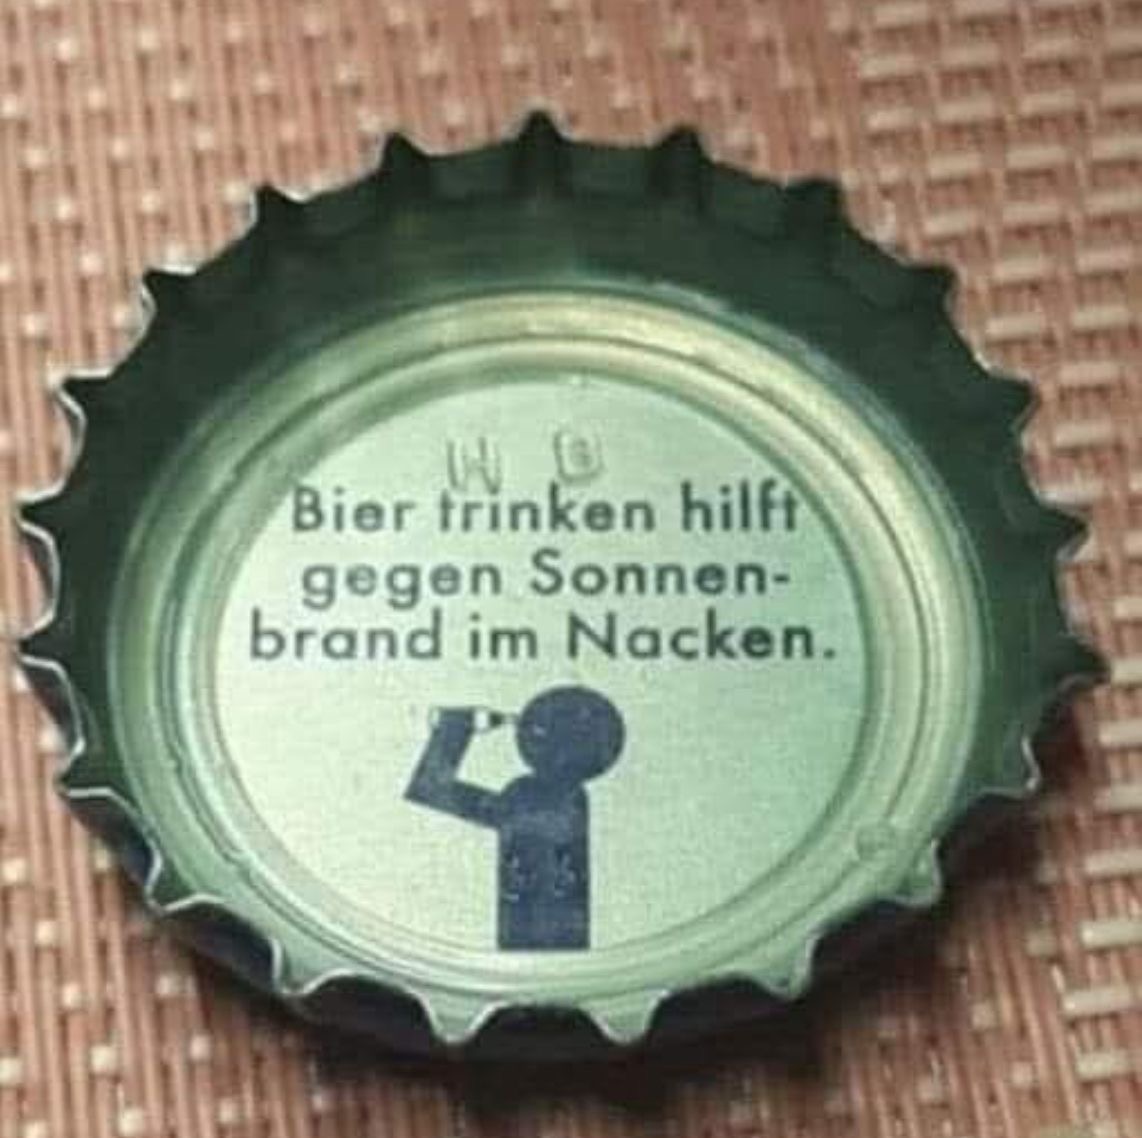 H B
Bier trinken hilft
gegen Sonnen-
brand im Nacken.